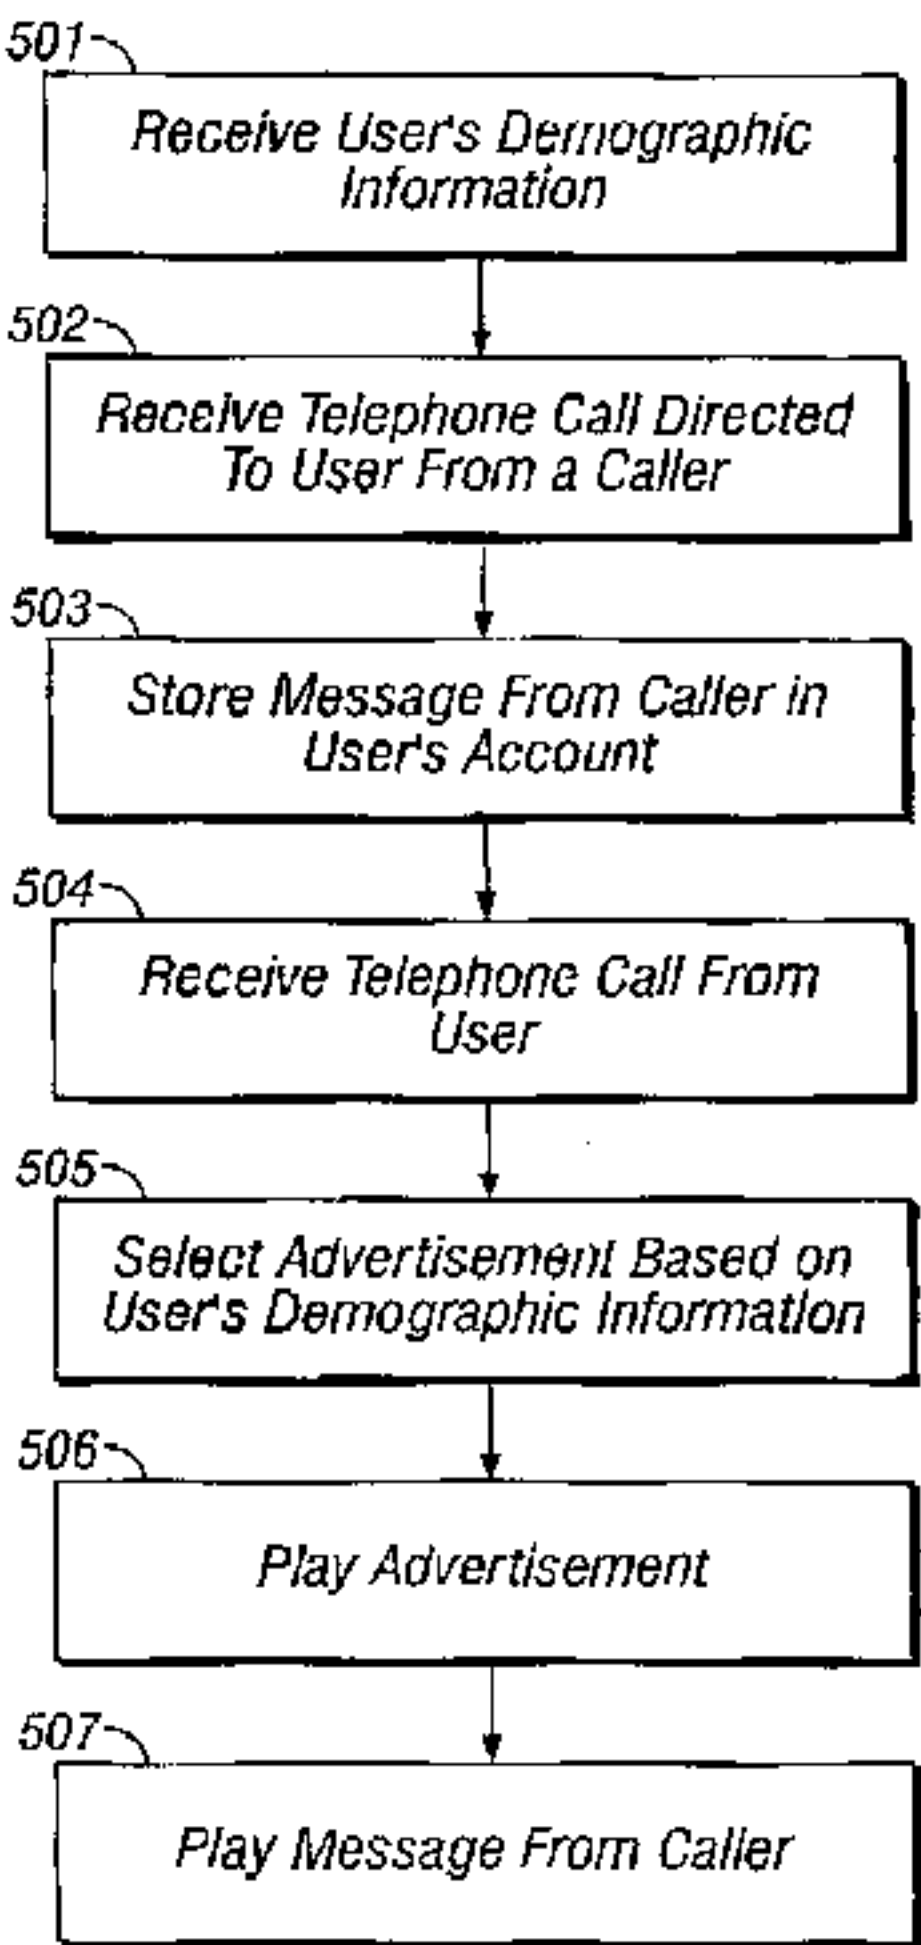 501
Receive User's Demographic
Information
502
Receive Telephone Call Directed
To User From a Caller
503
Store Message From Caller in
User's Account
504
Receive Telephone Call From
User
505
Select Advertisement Based on
User's Demographic Information
506
Play Advertisement
507
Play Message From Caller